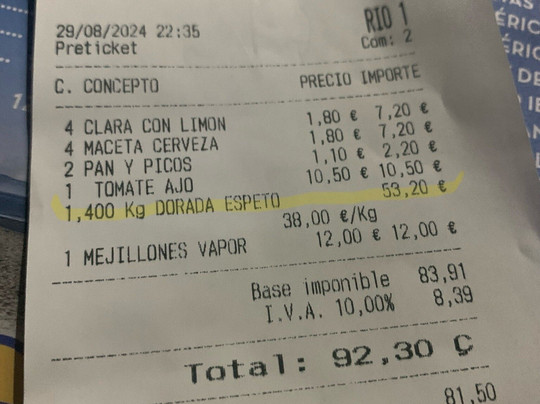 29/08/2024 22:35
RIO 1
Preticket
Com: 2
C. CONCEPTO PRECIO IMPORTE
4 CLARA CON LIMON 1,80 € 7,20 €
4 MACETA CERVEZA 1,80 € 7,20 €
2 PAN Y PICOS 1,10 € 2,20 €
1 TOMATE AJO 10,50 € 10,50 €
1,400 Kg DORADA ESPETO 53,20 €
38,00 €/Kg
1 MEJILLONES VAPOR 12,00 € 12,00 €
Base imponible 83,91
I.V.A. 10,00% 8,39
Total: 92,30 Ç
81,50